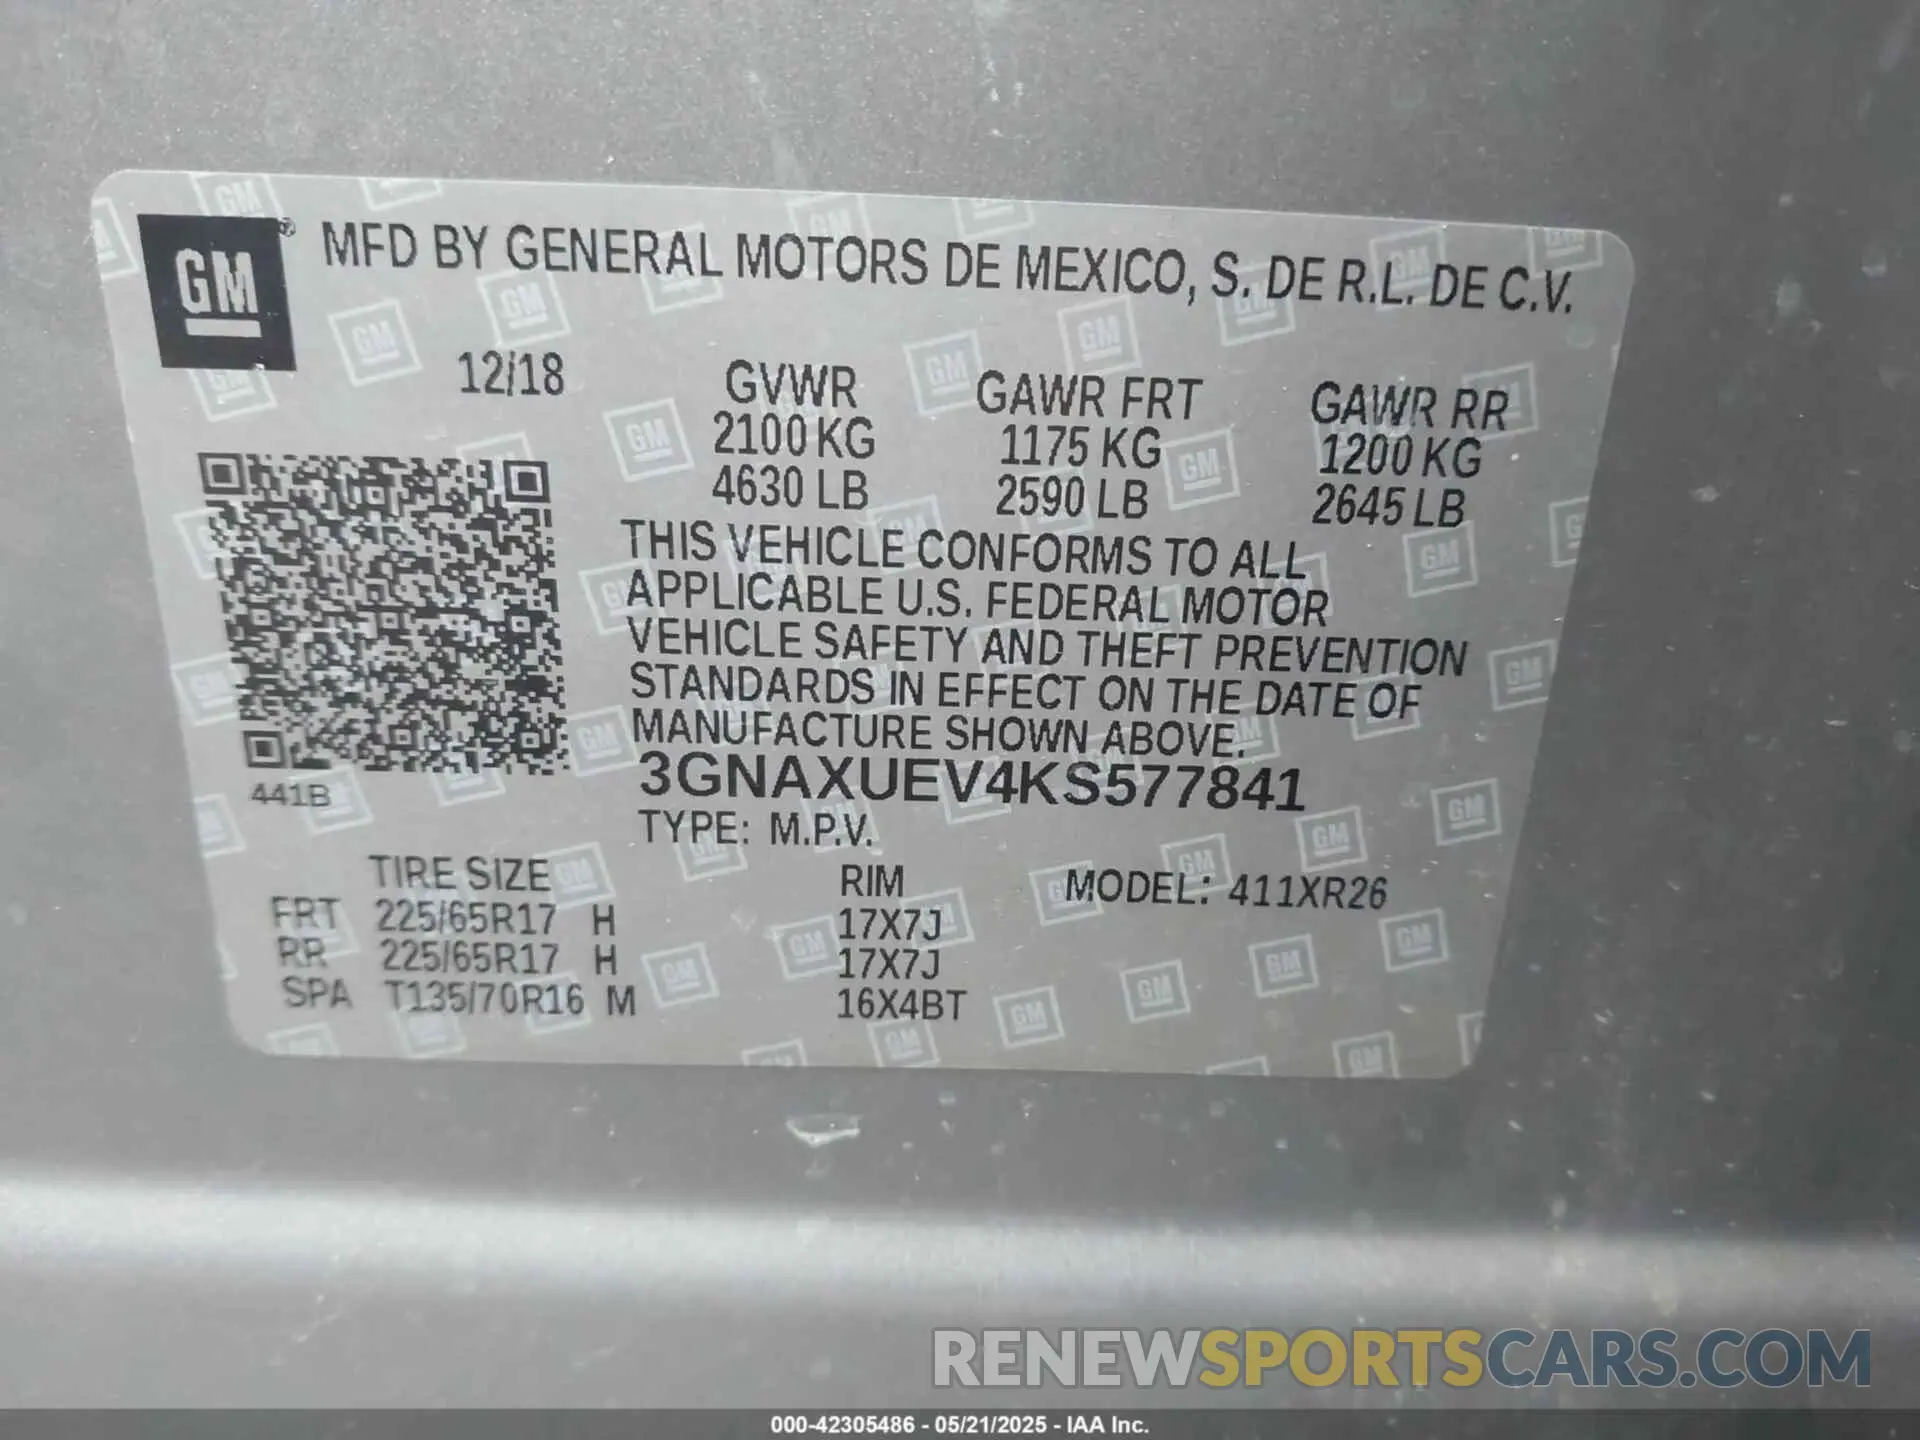 GM ® MFD BY GENERAL MOTORS DE MEXICO, S. DE R.L. DE C.V.
12/18 GVWR GAWR FRT GAWR RR
2100 KG 1175 KG 1200 KG
4630 LB 2590 LB 2645 LB
THIS VEHICLE CONFORMS TO ALL
APPLICABLE U.S. FEDERAL MOTOR
VEHICLE SAFETY AND THEFT PREVENTION
STANDARDS IN EFFECT ON THE DATE OF
MANUFACTURE SHOWN ABOVE.
3GNAXUEV4KS577841
441B
TYPE: M.P.V.
TIRE SIZE RIM MODEL: 411XR26
FRT 225/65R17 H 17X7J
RR 225/65R17 H 17X7J
SPA T135/70R16 M 16X4BT
RENEWSPORTSCARS.COM
000-42305486 - 05/21/2025 - IAA Inc.